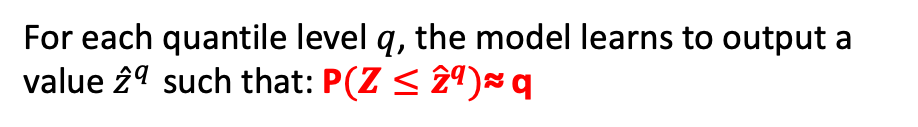 For each quantile level q, the model learns to output a
value ẑ^q such that: P(Z ≤ ẑ^q)≈ q